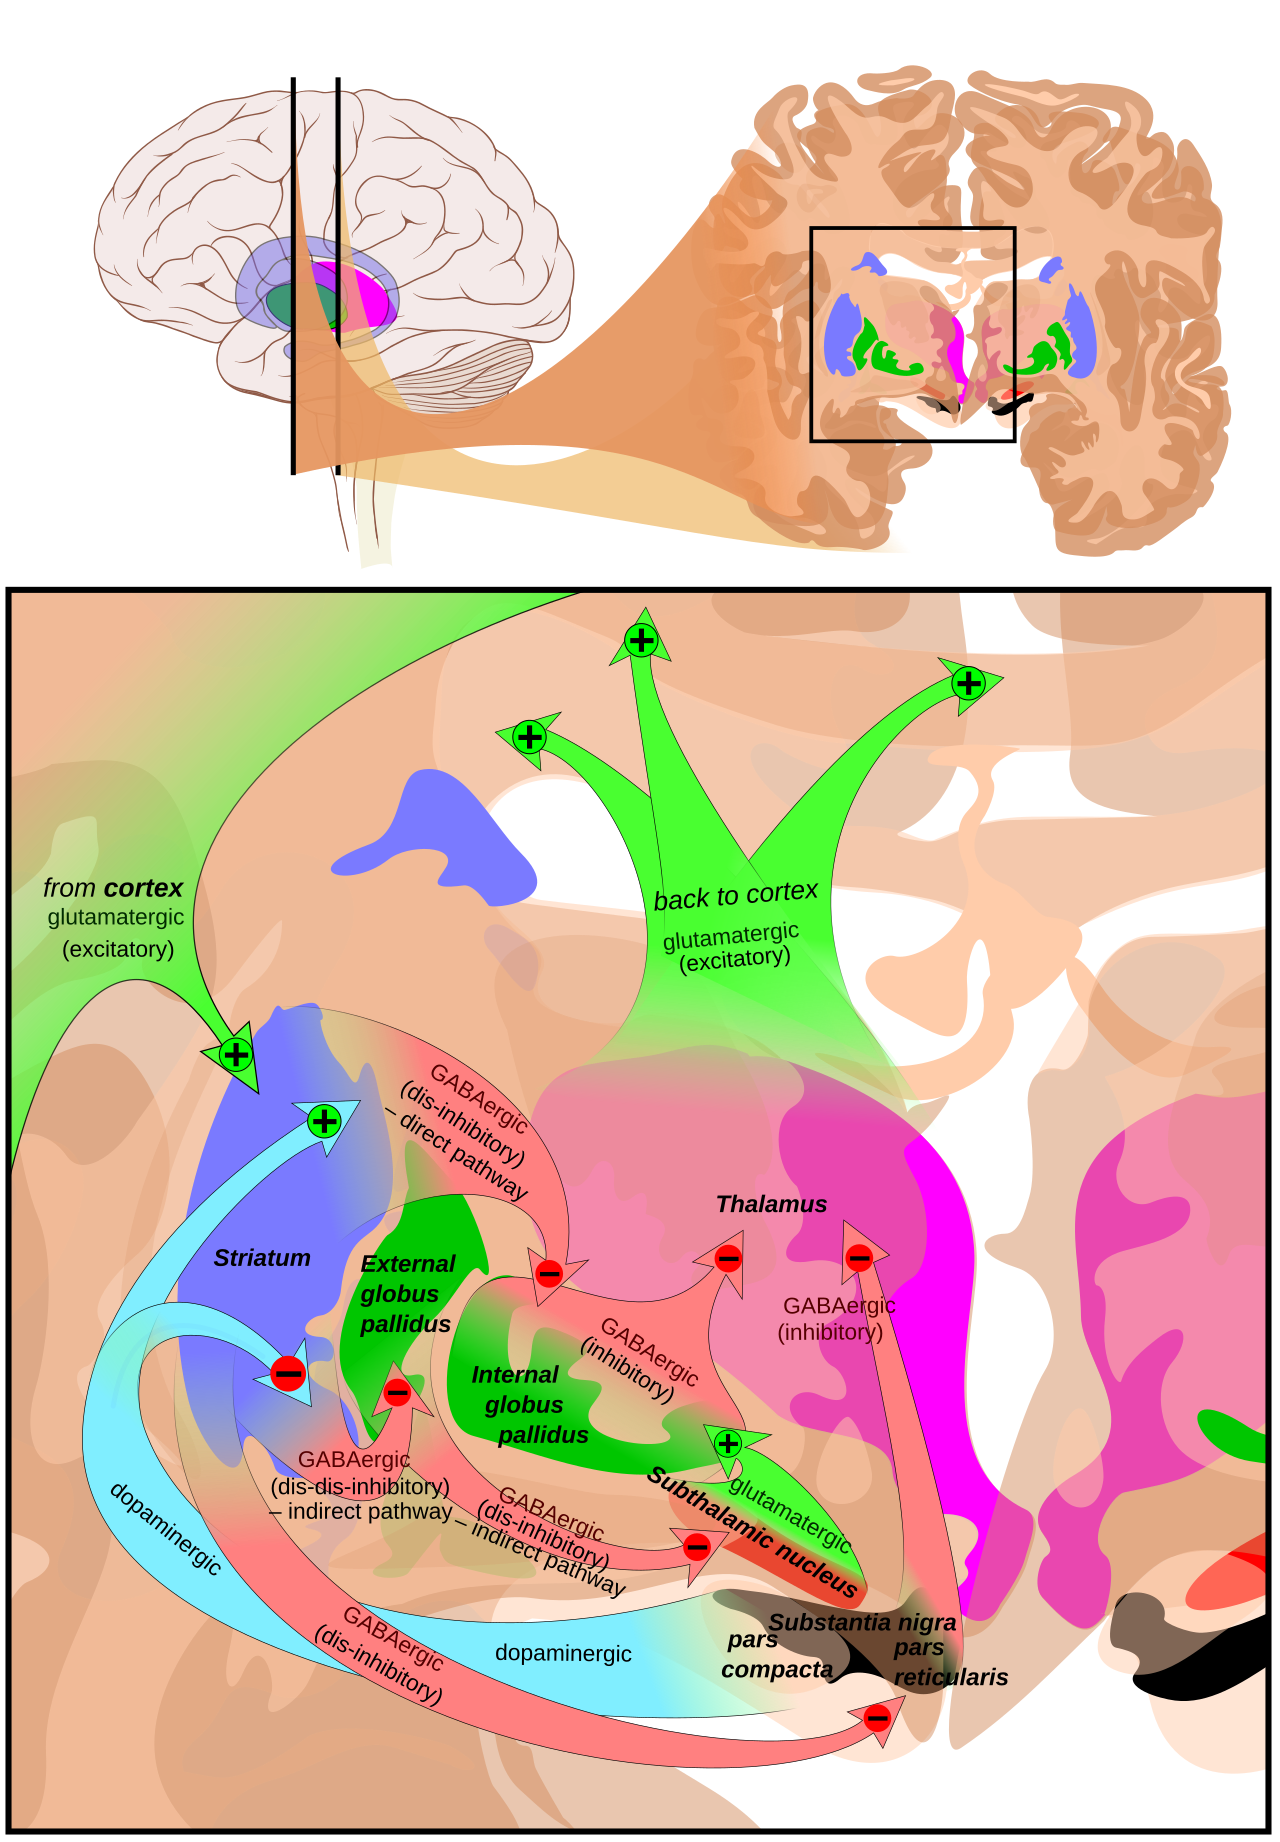 from cortex
glutamatergic
(excitatory)
back to cortex
glutamatergic
(excitatory)
GABAergic
(dis-inhibitory)
– direct pathway
Thalamus
Striatum
External
globus
pallidus
GABAergic
(inhibitory)
GABAergic
(inhibitory)
Internal
globus
pallidus
GABAergic
(dis-dis-inhibitory)
– indirect pathway
GABAergic
(dis-inhibitory)
– indirect pathway
glutamatergic
Subthalamic nucleus
dopaminergic
GABAergic
(dis-inhibitory)
dopaminergic
Substantia nigra
pars
compacta
pars
reticularis